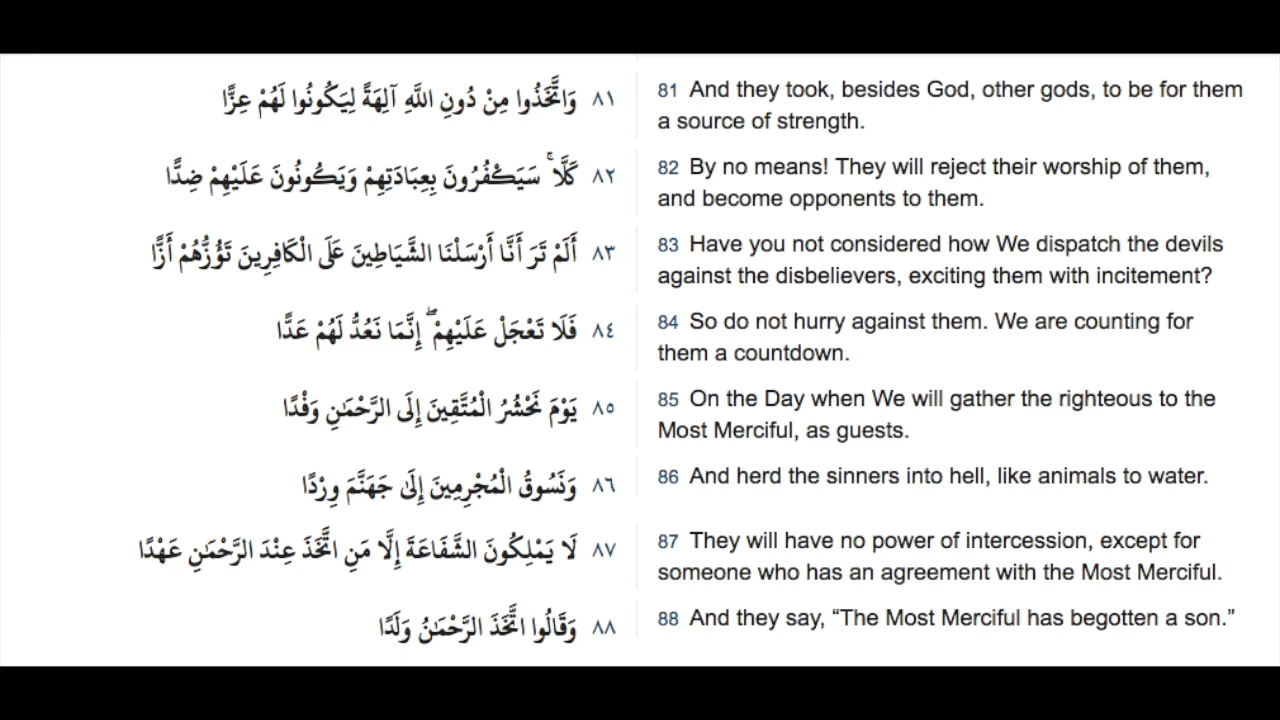 وَاتَّخَذُوا مِنْ دُونِ اللَّهِ آلِهَةً لِيَكُونُوا لَهُمْ عِزًّا ٨١
81 And they took, besides God, other gods, to be for them
a source of strength.
كَلَّا ۚ سَيَكْفُرُونَ بِعِبَادَتِهِمْ وَيَكُونُونَ عَلَيْهِمْ ضِدًّا ٨٢
82 By no means! They will reject their worship of them,
and become opponents to them.
أَلَمْ تَرَ أَنَّا أَرْسَلْنَا الشَّيَاطِينَ عَلَى الْكَافِرِينَ تَؤُزُّهُمْ أَزًّا ٨٣
83 Have you not considered how We dispatch the devils
against the disbelievers, exciting them with incitement?
فَلَا تَعْجَلْ عَلَيْهِمْ ۖ إِنَّمَا نَعُدُّ لَهُمْ عَدًّا ٨٤
84 So do not hurry against them. We are counting for
them a countdown.
يَوْمَ نَحْشُرُ الْمُتَّقِينَ إِلَى الرَّحْمَٰنِ وَفْدًا ٨٥
85 On the Day when We will gather the righteous to the
Most Merciful, as guests.
وَنَسُوقُ الْمُجْرِمِينَ إِلَىٰ جَهَنَّمَ وِرْدًا ٨٦
86 And herd the sinners into hell, like animals to water.
لَا يَمْلِكُونَ الشَّفَاعَةَ إِلَّا مَنِ اتَّخَذَ عِنْدَ الرَّحْمَٰنِ عَهْدًا ٨٧
87 They will have no power of intercession, except for
someone who has an agreement with the Most Merciful.
وَقَالُوا اتَّخَذَ الرَّحْمَٰنُ وَلَدًا ٨٨
88 And they say, “The Most Merciful has begotten a son.”